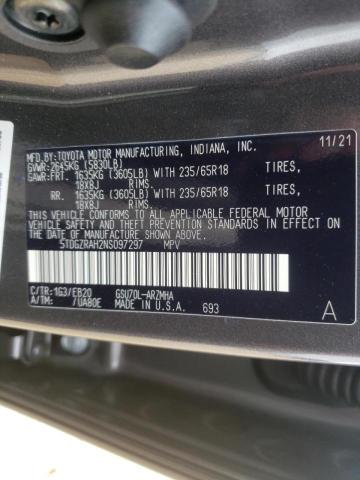 MFD.BY:TOYOTA MOTOR MANUFACTURING, INDIANA, INC. 11/21
GVWR:2645KG (5830LB)
GAWR:FRT. 1635KG (3605LB) WITH 235/65R18 TIRES,
18X8J RIMS.
RR. 1635KG (3605LB) WITH 235/65R18 TIRES,
18X8J RIMS.
THIS VEHICLE CONFORMS TO ALL APPLICABLE FEDERAL MOTOR VEHICLE
SAFETY AND THEFT PREVENTION STANDARDS IN EFFECT ON THE DATE OF
MANUFACTURE SHOWN ABOVE.
5TDGZRAH2NS097297 MPV
C/TR:1G3/EB20 GSU70L-ARZMHA
A/TM: /UA80E MADE IN U.S.A. 693 A